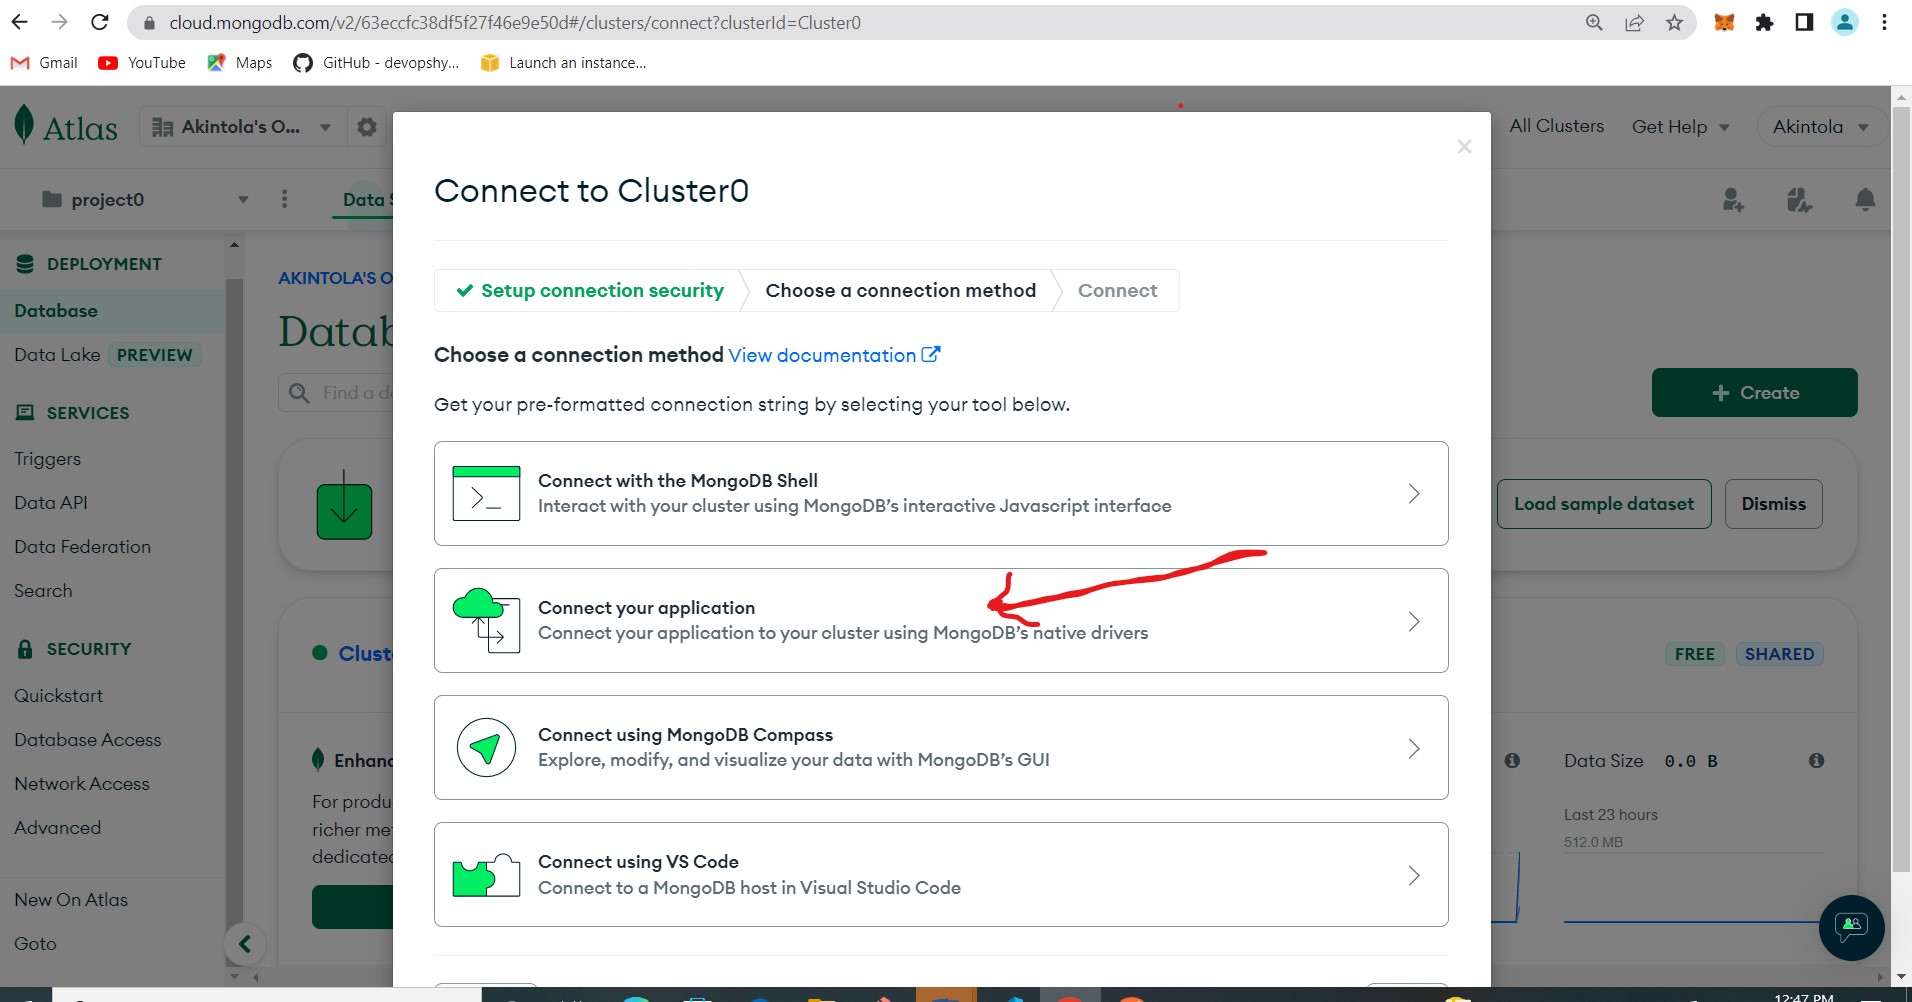 cloud.mongodb.com/v2/63eccfc38df5f27f46e9e50d#/clusters/connect?clusterId=Cluster0
Gmail YouTube Maps GitHub - devopshy... Launch an instance...
Atlas Akintola's O... All Clusters Get Help Akintola
project0 Data S
Connect to Cluster0
DEPLOYMENT
Database
Data Lake PREVIEW
SERVICES
Triggers
Data API
Data Federation
Search
SECURITY
Quickstart
Database Access
Network Access
Advanced
New On Atlas
Goto
AKINTOLA'S O
Datab
Find a da
Setup connection security Choose a connection method Connect
Choose a connection method View documentation
Get your pre-formatted connection string by selecting your tool below.
Connect with the MongoDB Shell
Interact with your cluster using MongoDB's interactive Javascript interface
Connect your application
Connect your application to your cluster using MongoDB's native drivers
Connect using MongoDB Compass
Explore, modify, and visualize your data with MongoDB's GUI
Connect using VS Code
Connect to a MongoDB host in Visual Studio Code
+ Create
Load sample dataset Dismiss
Cluste
FREE SHARED
Enhanc
For produ
richer me
dedicated
Data Size 0.0 B
Last 23 hours
512.0 MB
12:47 PM